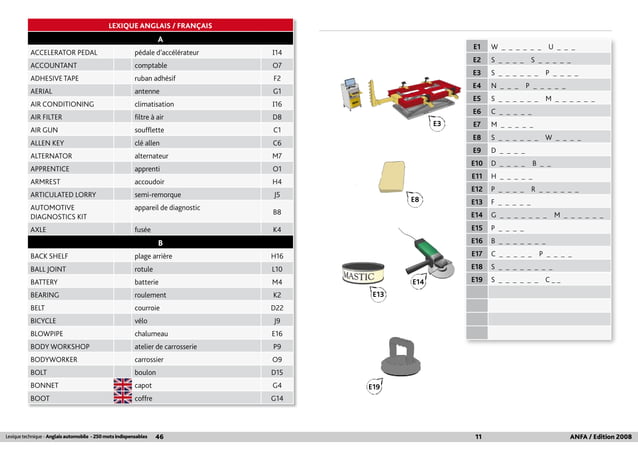 LEXIQUE ANGLAIS / FRANÇAIS
A
ACCELERATOR PEDAL pédale d'accélérateur I14
ACCOUNTANT comptable O7
ADHESIVE TAPE ruban adhésif F2
AERIAL antenne G1
AIR CONDITIONING climatisation I16
AIR FILTER filtre à air D8
AIR GUN soufflette C1
ALLEN KEY clé allen C6
ALTERNATOR alternateur M7
APPRENTICE apprenti O1
ARMREST accoudoir H4
ARTICULATED LORRY semi-remorque J5
AUTOMOTIVE DIAGNOSTICS KIT appareil de diagnostic B8
AXLE fusée K4
B
BACK SHELF plage arrière H16
BALL JOINT rotule L10
BATTERY batterie M4
BEARING roulement K2
BELT courroie D22
BICYCLE vélo J9
BLOWPIPE chalumeau E16
BODY WORKSHOP atelier de carrosserie P9
BODYWORKER carrossier O9
BOLT boulon D15
BONNET capot G4
BOOT coffre G14
Lexique technique - Anglais automobile - 250 mots indispensables 46
E3
E8
MASTIC
E13
E14
E19
E1 W _ _ _ _ _ _ U _ _ _
E2 S _ _ _ _ S _ _ _ _ _
E3 S _ _ _ _ _ _ P _ _ _ _
E4 N _ _ _ P _ _ _ _ _
E5 S _ _ _ _ _ _ M _ _ _ _ _ _
E6 C _ _ _ _ _
E7 M _ _ _ _ _
E8 S _ _ _ _ _ _ W _ _ _ _
E9 D _ _ _ _
E10 D _ _ _ _ B _ _
E11 H _ _ _ _ _
E12 P _ _ _ _ R _ _ _ _ _ _
E13 F _ _ _ _ _
E14 G _ _ _ _ _ _ _ M _ _ _ _ _ _
E15 P _ _ _ _
E16 B _ _ _ _ _ _ _
E17 C _ _ _ _ _ P _ _ _ _
E18 S _ _ _ _ _ _ _
E19 S _ _ _ _ _ _ C _ _
11 ANFA / Edition 2008